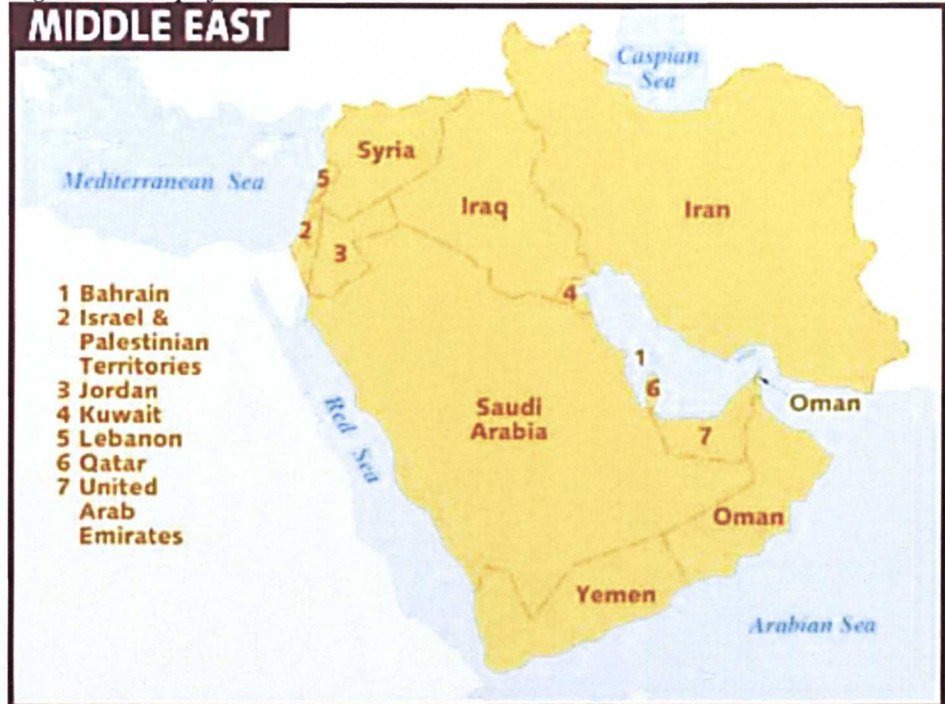 MIDDLE EAST
Caspian
Sea
Syria
Mediterranean Sea
5
Iraq
Iran
2
3
4
1 Bahrain
2 Israel &
Palestinian
Territories
3 Jordan
4 Kuwait
5 Lebanon
6 Qatar
7 United
Arab
Emirates
1
6
Oman
Red Sea
Saudi
Arabia
7
Oman
Yemen
Arabian Sea